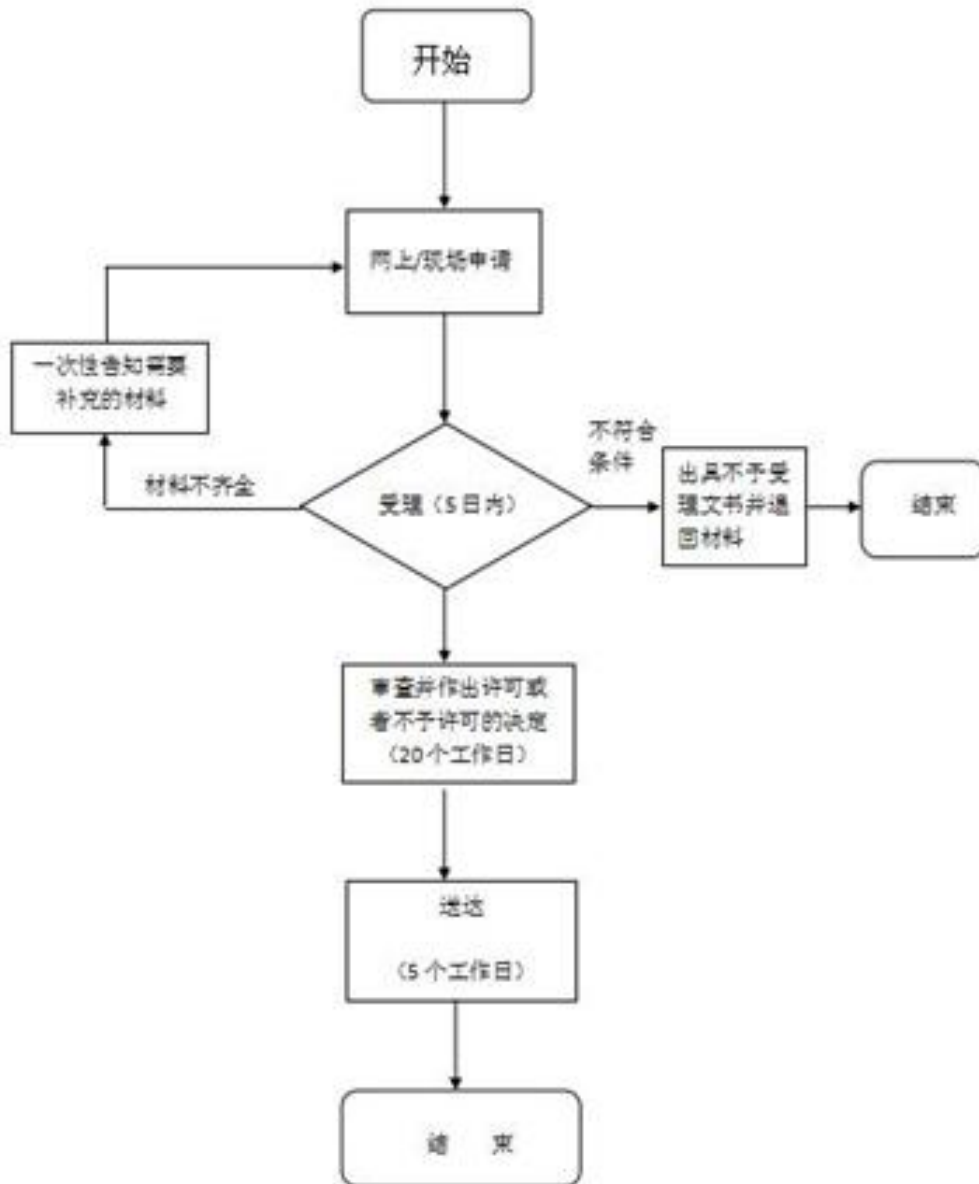 开始
网上/现场申请
一次性告知需要
补充的材料
材料不齐全
受理（5日内）
不符合
条件
出具不予受
理文书并退
回材料
结束
审查并作出许可或
者不予许可的决定
（20个工作日）
送达
（5个工作日）
结 束